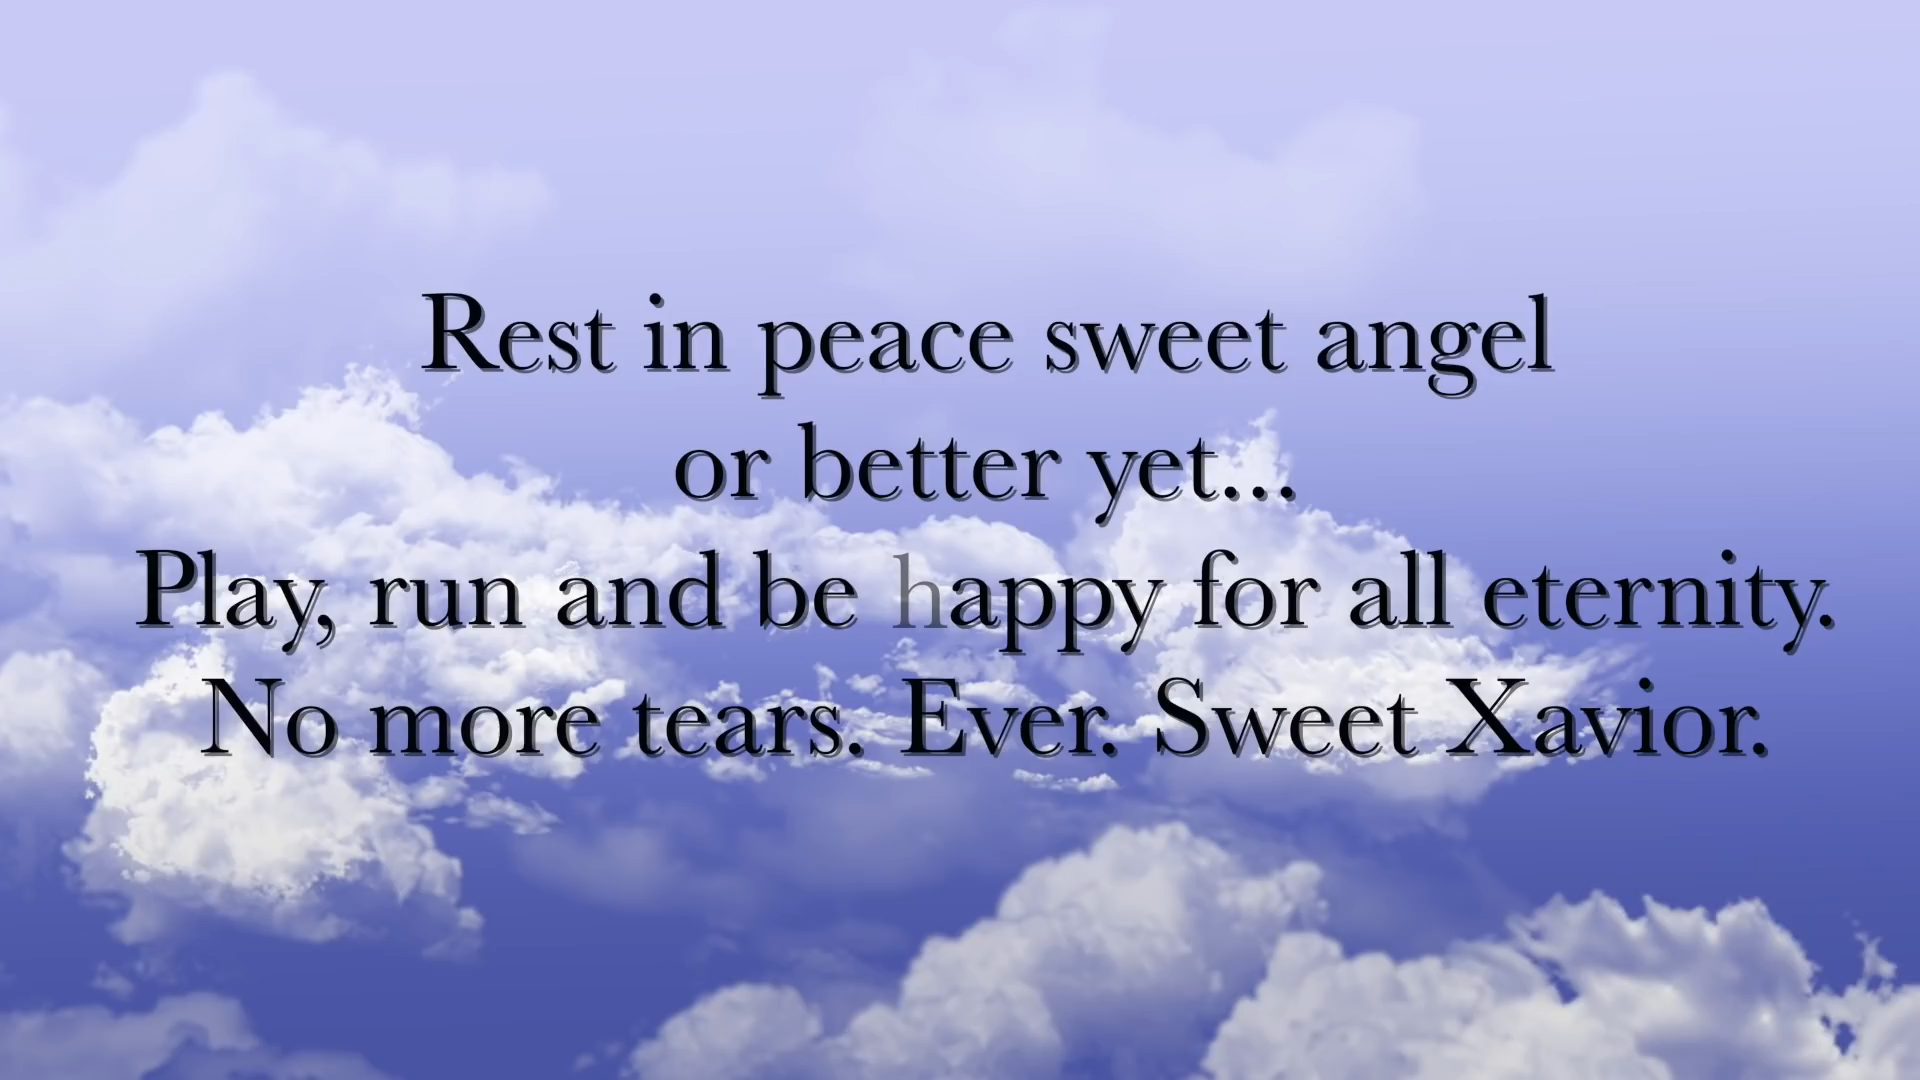 Rest in peace sweet angel
or better yet...
Play, run and be happy for all eternity.
No more tears. Ever. Sweet Xavior.